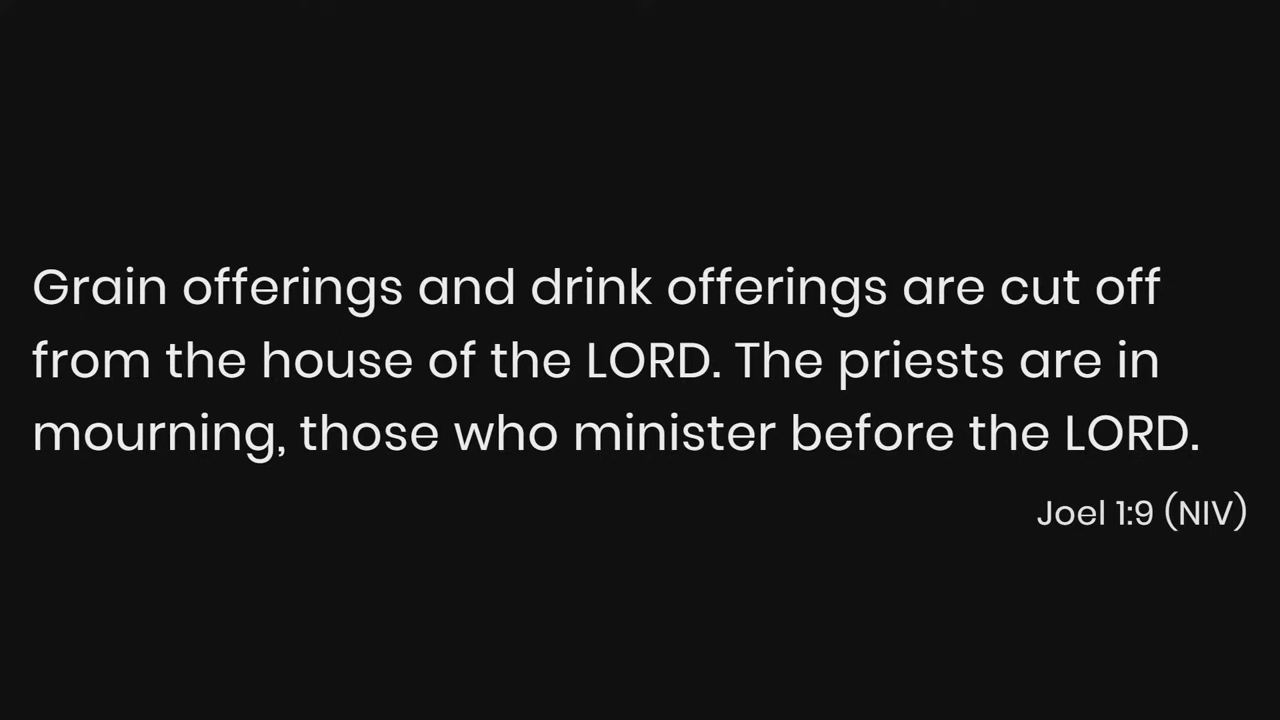 Grain offerings and drink offerings are cut off
from the house of the LORD. The priests are in
mourning, those who minister before the LORD.
Joel 1:9 (NIV)